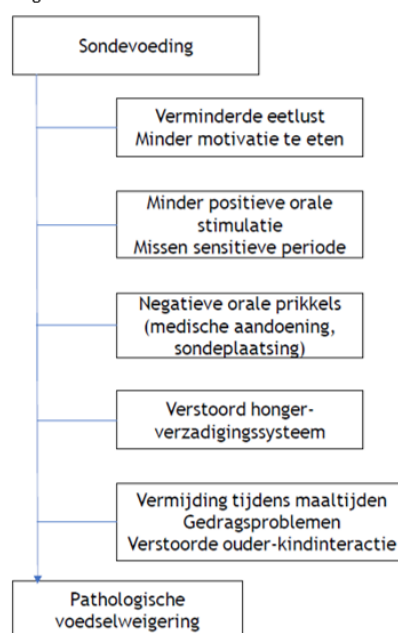 Sondevoeding
Verminderde eetlust
Minder motivatie te eten
Minder positieve orale
stimulatie
Missen sensitieve periode
Negatieve orale prikkels
(medische aandoening,
sondeplaatsing)
Verstoord honger-
verzadigingssysteem
Vermijding tijdens maaltijden
Gedragsproblemen
Verstoorde ouder-kindinteractie
Pathologische
voedselweigering